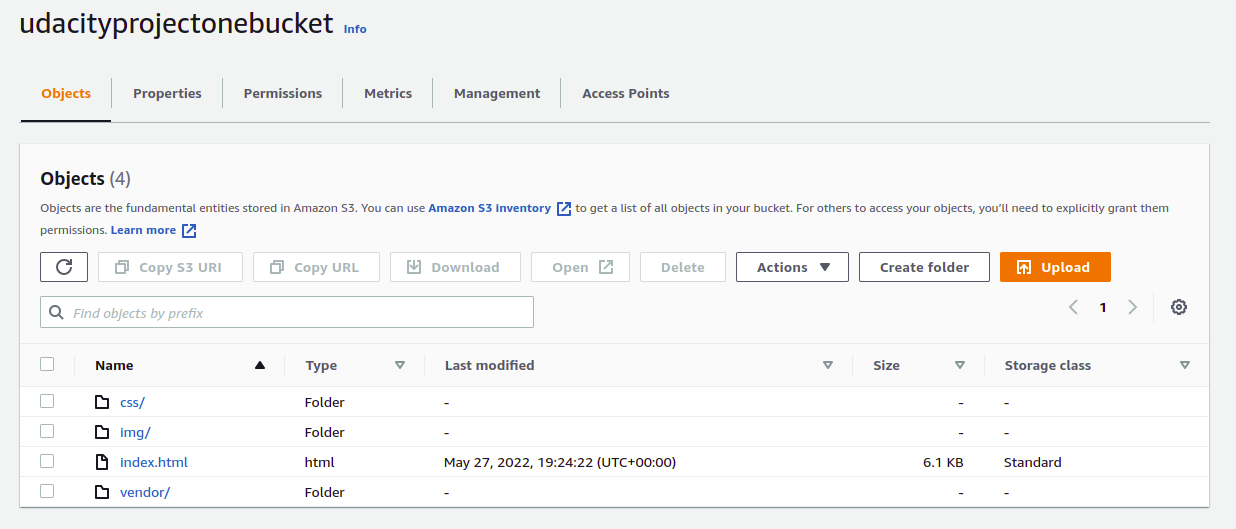 udacityprojectonebucket Info
Objects Properties Permissions Metrics Management Access Points
Objects (4)
Objects are the fundamental entities stored in Amazon S3. You can use Amazon S3 inventory to get a list of all objects in your bucket. For others to access your objects, you'll need to explicitly grant them
permissions. Learn more
Copy S3 URI Copy URL Download Open Delete Actions Create folder Upload
Find objects by prefix 1
Name Type Last modified Size Storage class
css/ Folder - - -
img/ Folder - - -
index.html html May 27, 2022, 19:24:22 (UTC+00:00) 6.1 KB Standard
vendor/ Folder - - -